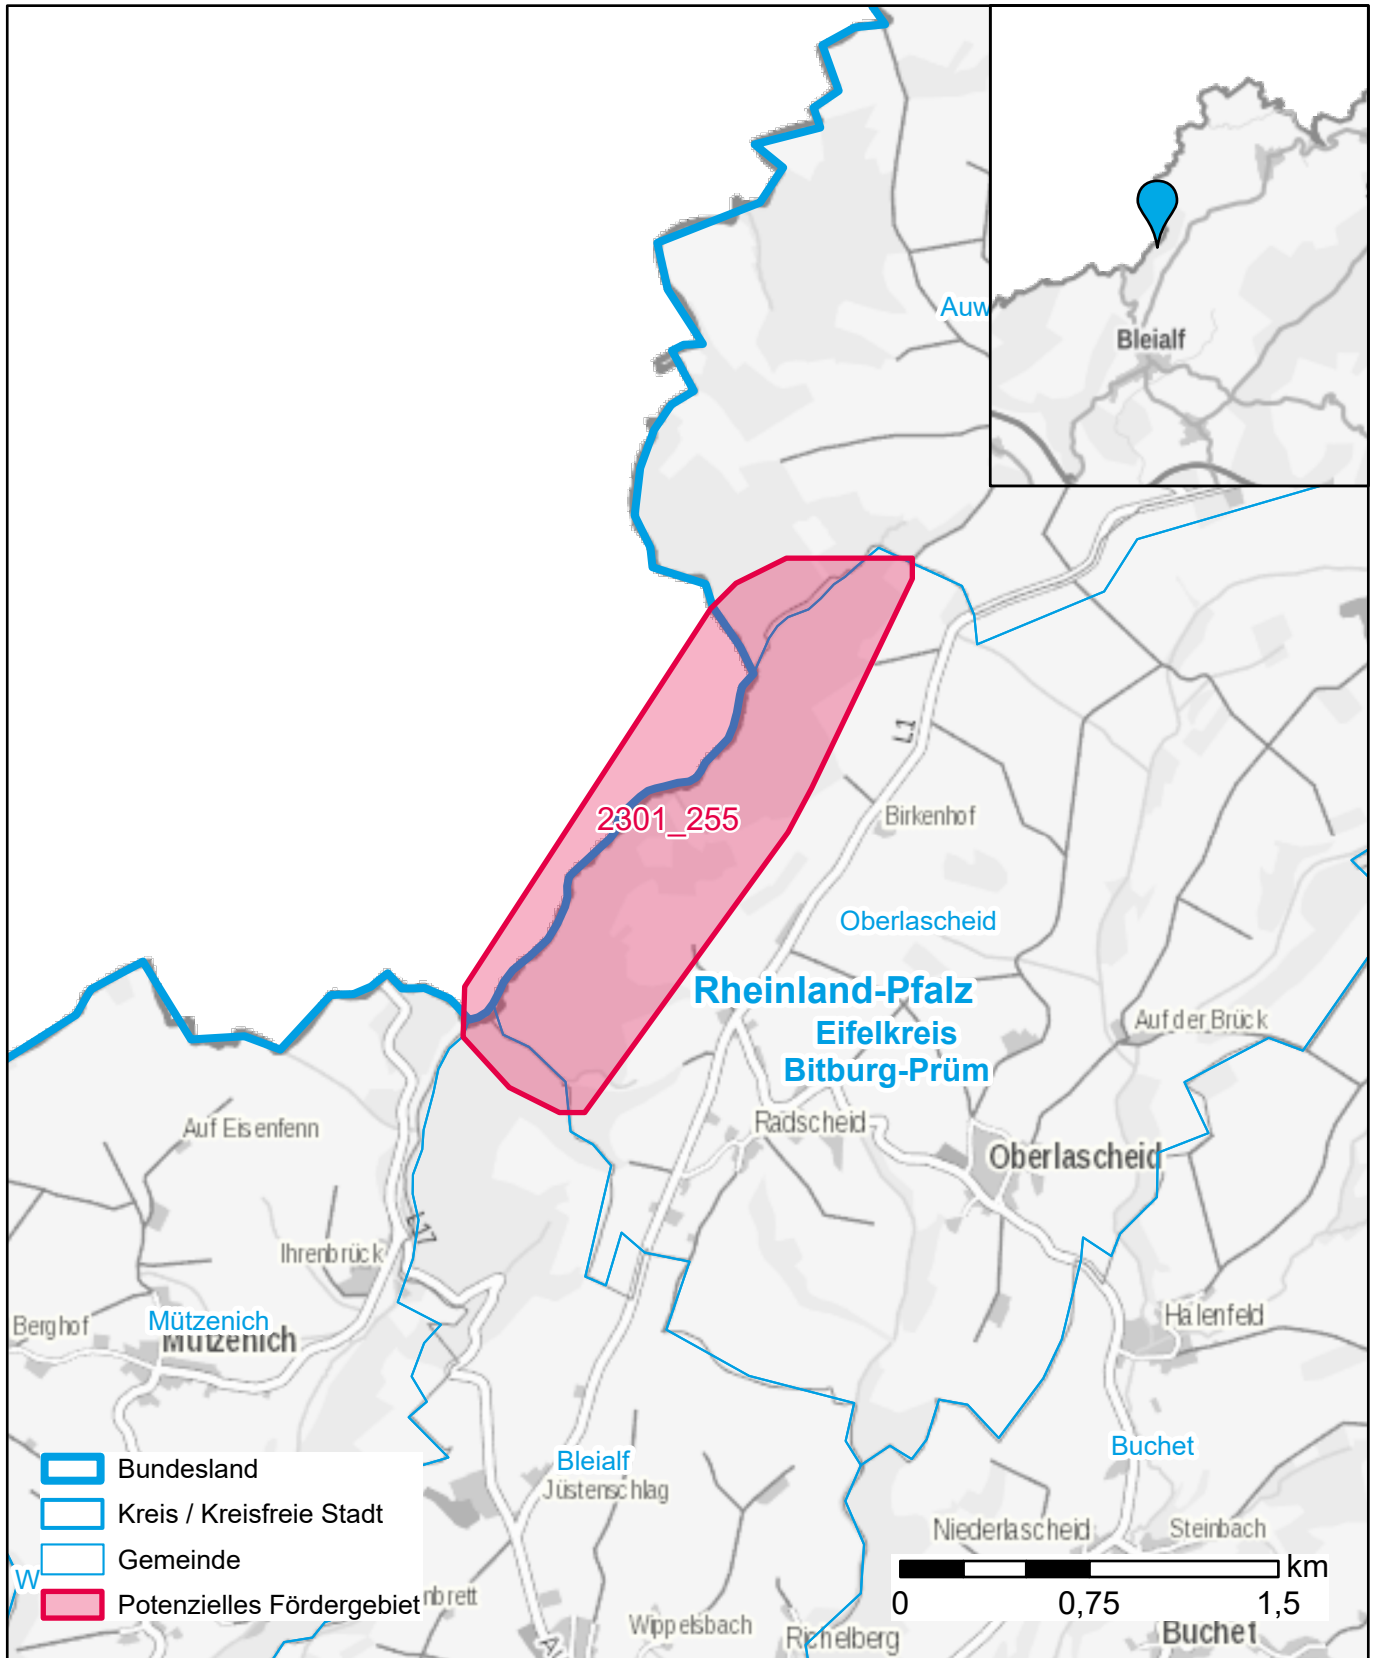 Bleialf
Auw
2301_255
L1
Birkenhof
Oberlascheid
Rheinland-Pfalz
Eifelkreis
Bitburg-Prüm
Auf der Brück
Radscheid
Auf Eisenfenn
Oberlascheid
L17
Ihrenbrück
Halenfeld
Berghof
Mützenich
Mützenich
Buchet
Bleialf
Jüstenschlag
Niederlascheid
Steinbach
Bundesland
Kreis / Kreisfreie Stadt
Gemeinde
Potenzielles Fördergebiet
W
nbrett
Wippelsbach
Richelberg
Buchet
km
0 0,75 1,5